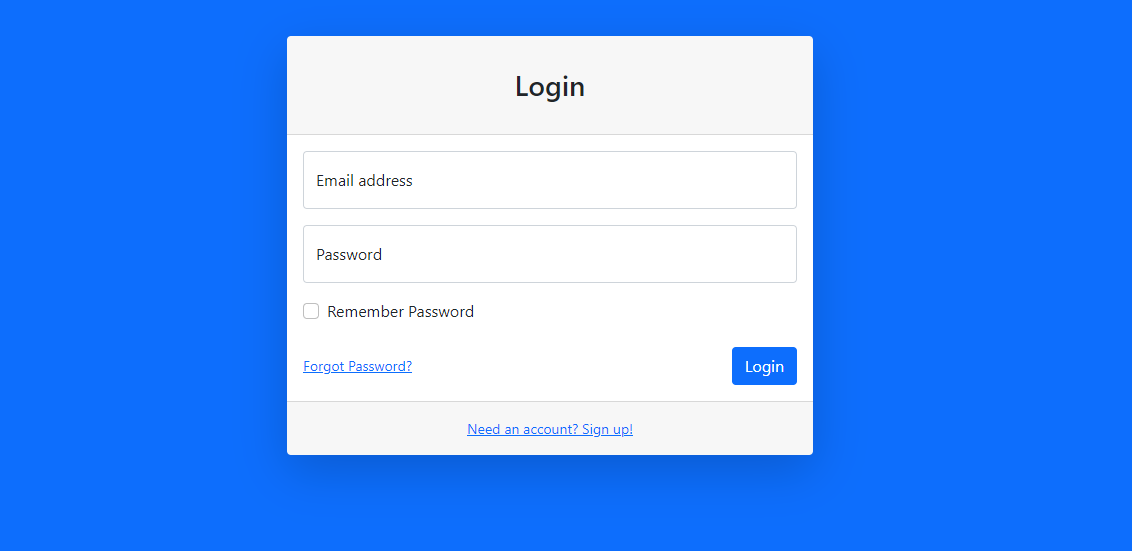 Login
Email address
Password
Remember Password
Forgot Password?
Login
Need an account? Sign up!